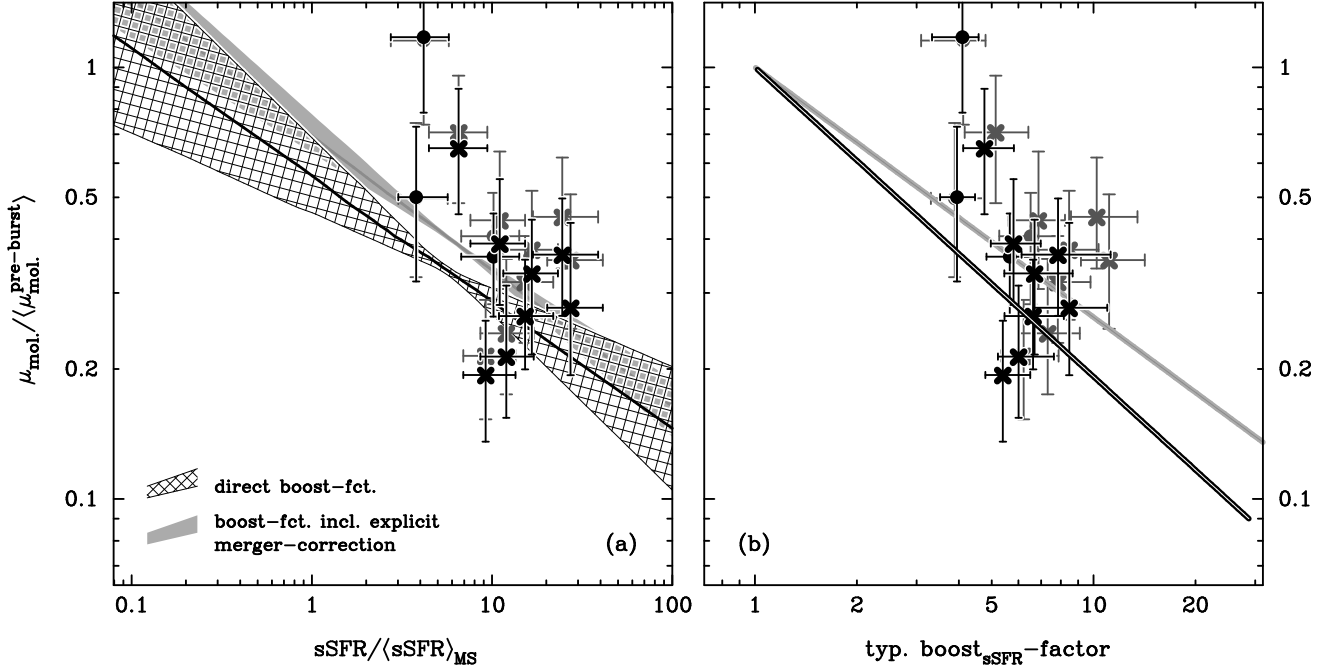 μmol./⟨μmol.pre-burst⟩
1
0.5
0.2
0.1
direct boost-fct.
boost-fct. incl. explicit
merger-correction
(a)
0.1 1 10 100
sSFR/⟨sSFR⟩MS
(b)
1
0.5
0.2
0.1
1 2 5 10 20
typ. boostsSFR-factor